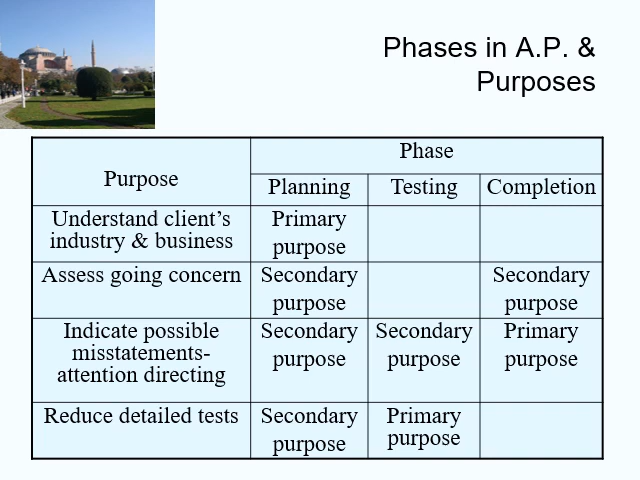 Phases in A.P. &
Purposes
Purpose
Phase
Planning
Testing
Completion
Understand client's
industry & business
Primary
purpose
Assess going concern
Secondary
purpose
Secondary
purpose
Indicate possible
misstatements-
attention directing
Secondary
purpose
Secondary
purpose
Primary
purpose
Reduce detailed tests
Secondary
purpose
Primary
purpose